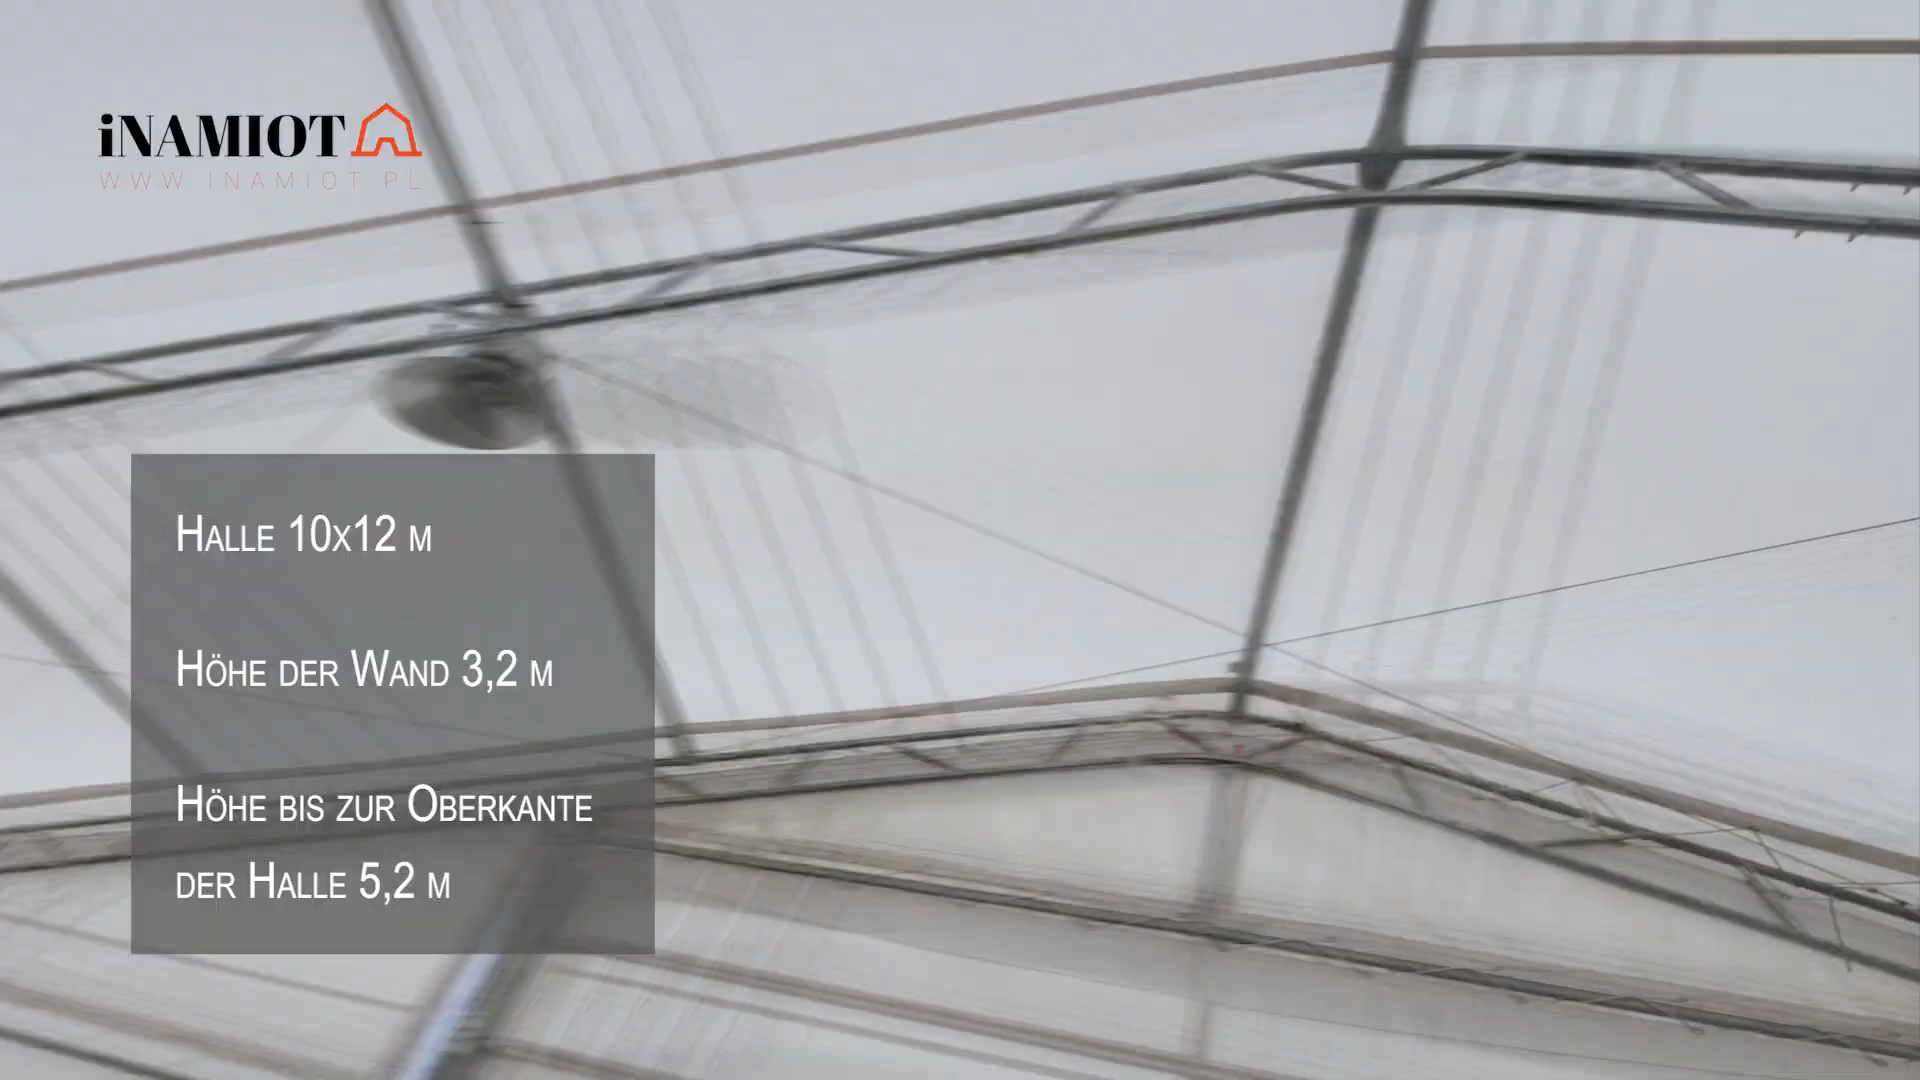 iNAMIOT
WWW.INAMIOT.PL
Halle 10x12 m
Höhe der Wand 3,2 m
Höhe bis zur Oberkante
der Halle 5,2 m